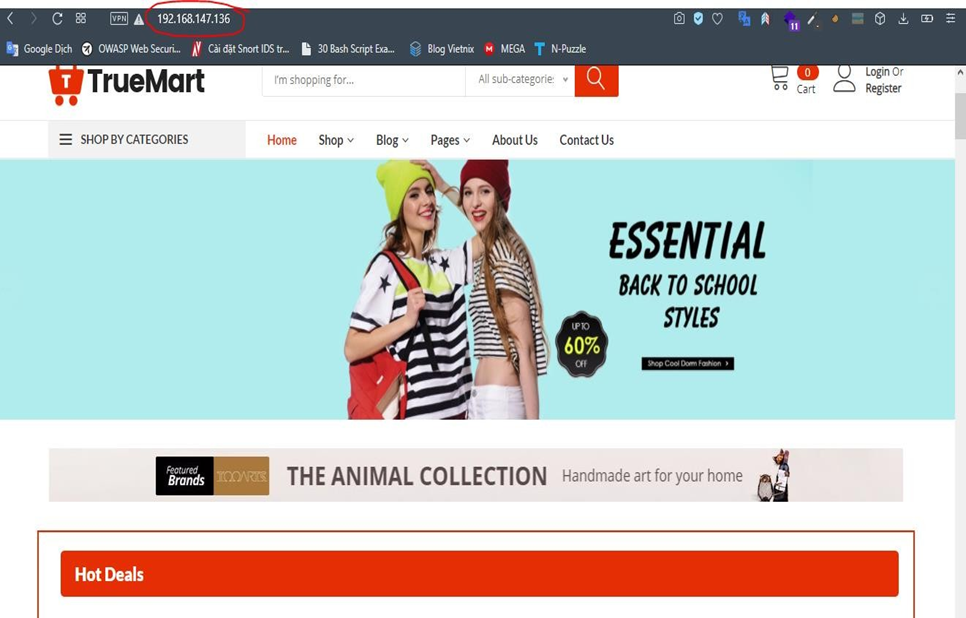 VPN 192.168.147.136
11
Google Dịch OWASP Web Securi... Cài đặt Snort IDS tr... 30 Bash Script Exa... Blog Vietnix M MEGA T N-Puzzle
T TrueMart I'm shopping for... All sub-categorie: 0 Cart Login Or Register
SHOP BY CATEGORIES Home Shop Blog Pages About Us Contact Us
ESSENTIAL
BACK TO SCHOOL
STYLES
UP TO
60%
OFF
Shop Cool Dorm Fashion
Featured
Brands
THE ANIMAL COLLECTION Handmade art for your home
Hot Deals